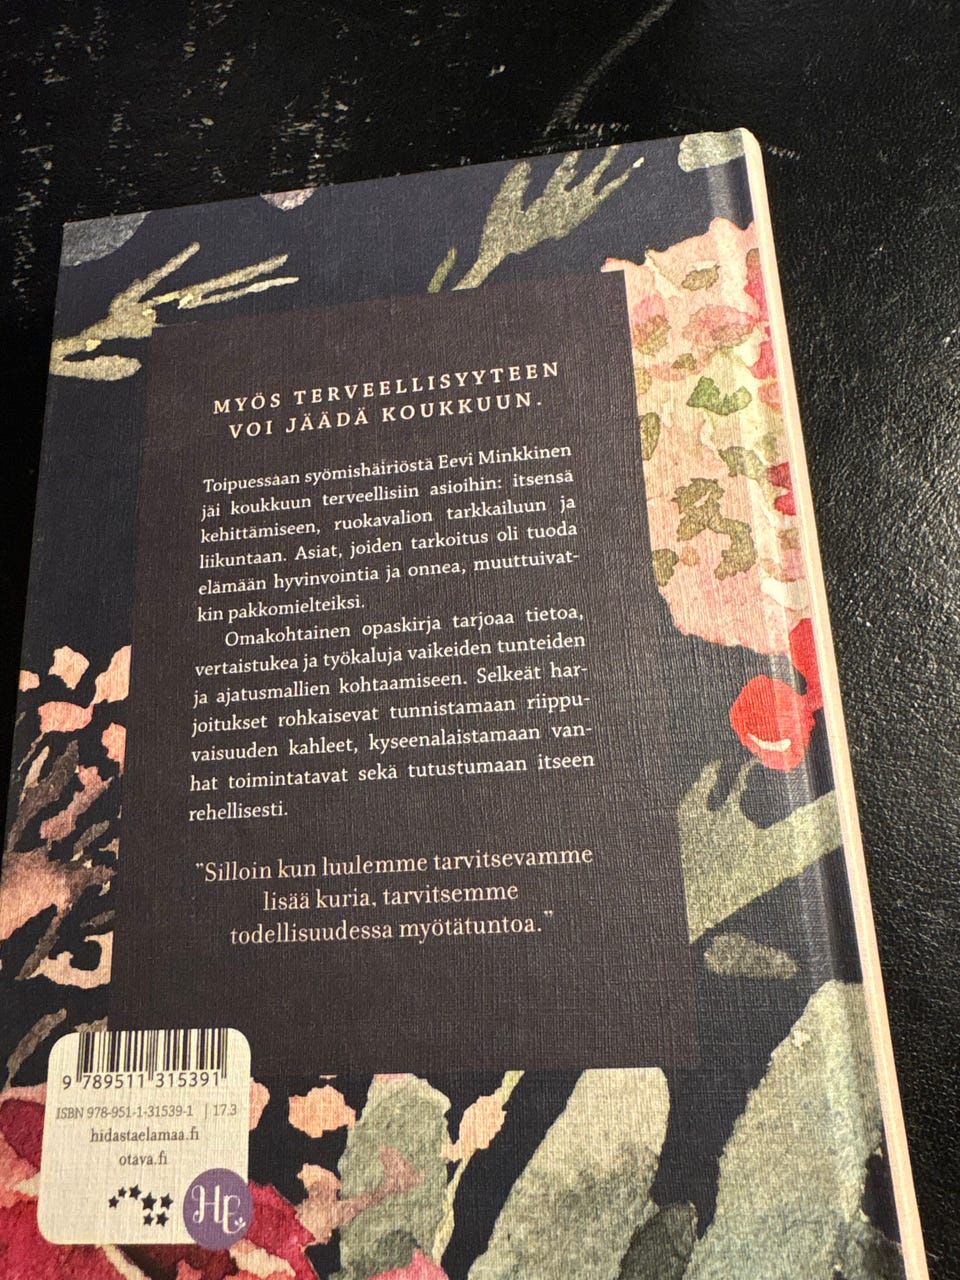 MYÖS TERVEELLISYYTEEN
VOI JÄÄDÄ KOUKKUUN.
Toipuessaan syömishäiriöstä Eevi Minkkinen
jäi koukkuun terveellisiin asioihin: itsensä
kehittämiseen, ruokavalion tarkkailuun ja
liikuntaan. Asiat, joiden tarkoitus oli tuoda
elämään hyvinvointia ja onnea, muuttuivat-
kin pakkomielteiksi.
Omakohtainen opaskirja tarjoaa tietoa,
vertaistukea ja työkaluja vaikeiden tunteiden
ja ajatusmallien kohtaamiseen. Selkeät har-
joitukset rohkaisevat tunnistamaan riippu-
vaisuuden kahleet, kyseenalaistamaan van-
hat toimintatavat sekä tutustumaan itseen
rehellisesti.
”Silloin kun luulemme tarvitsevamme
lisää kuria, tarvitsemme
todellisuudessa myötätuntoa.”
9 789511 315391
ISBN 978-951-1-31539-1 | 17.3
hidastaelamaa.fi
otava.fi
HE